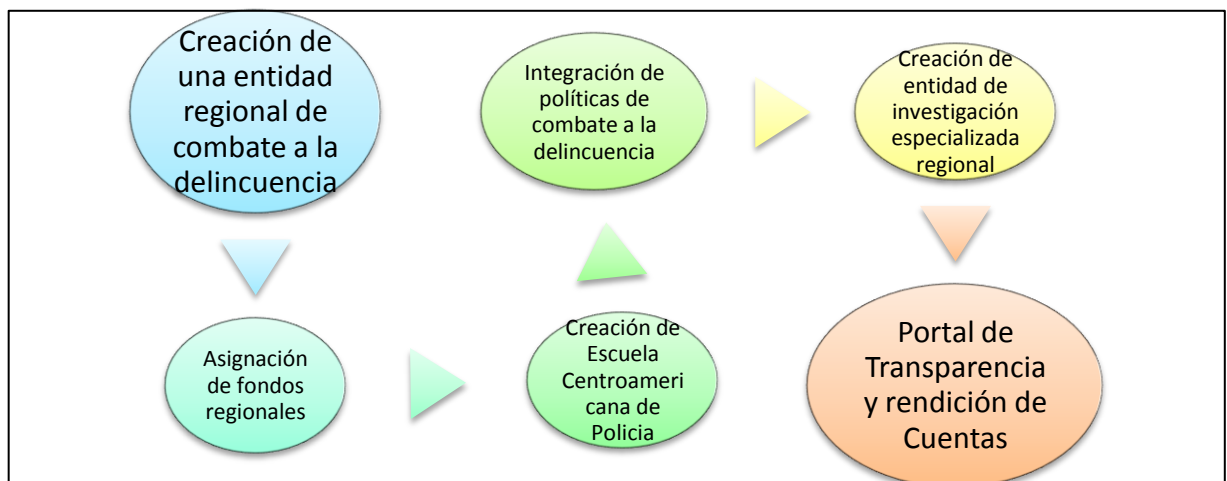 Creación de
una entidad
regional de
combate a la
delincuencia
Asignación
de fondos
regionales
Creación de
Escuela
Centroameri
cana de
Policia
Integración de
políticas de
combate a la
delincuencia
Creación de
entidad de
investigación
especializada
regional
Portal de
Transparencia
y rendición de
Cuentas